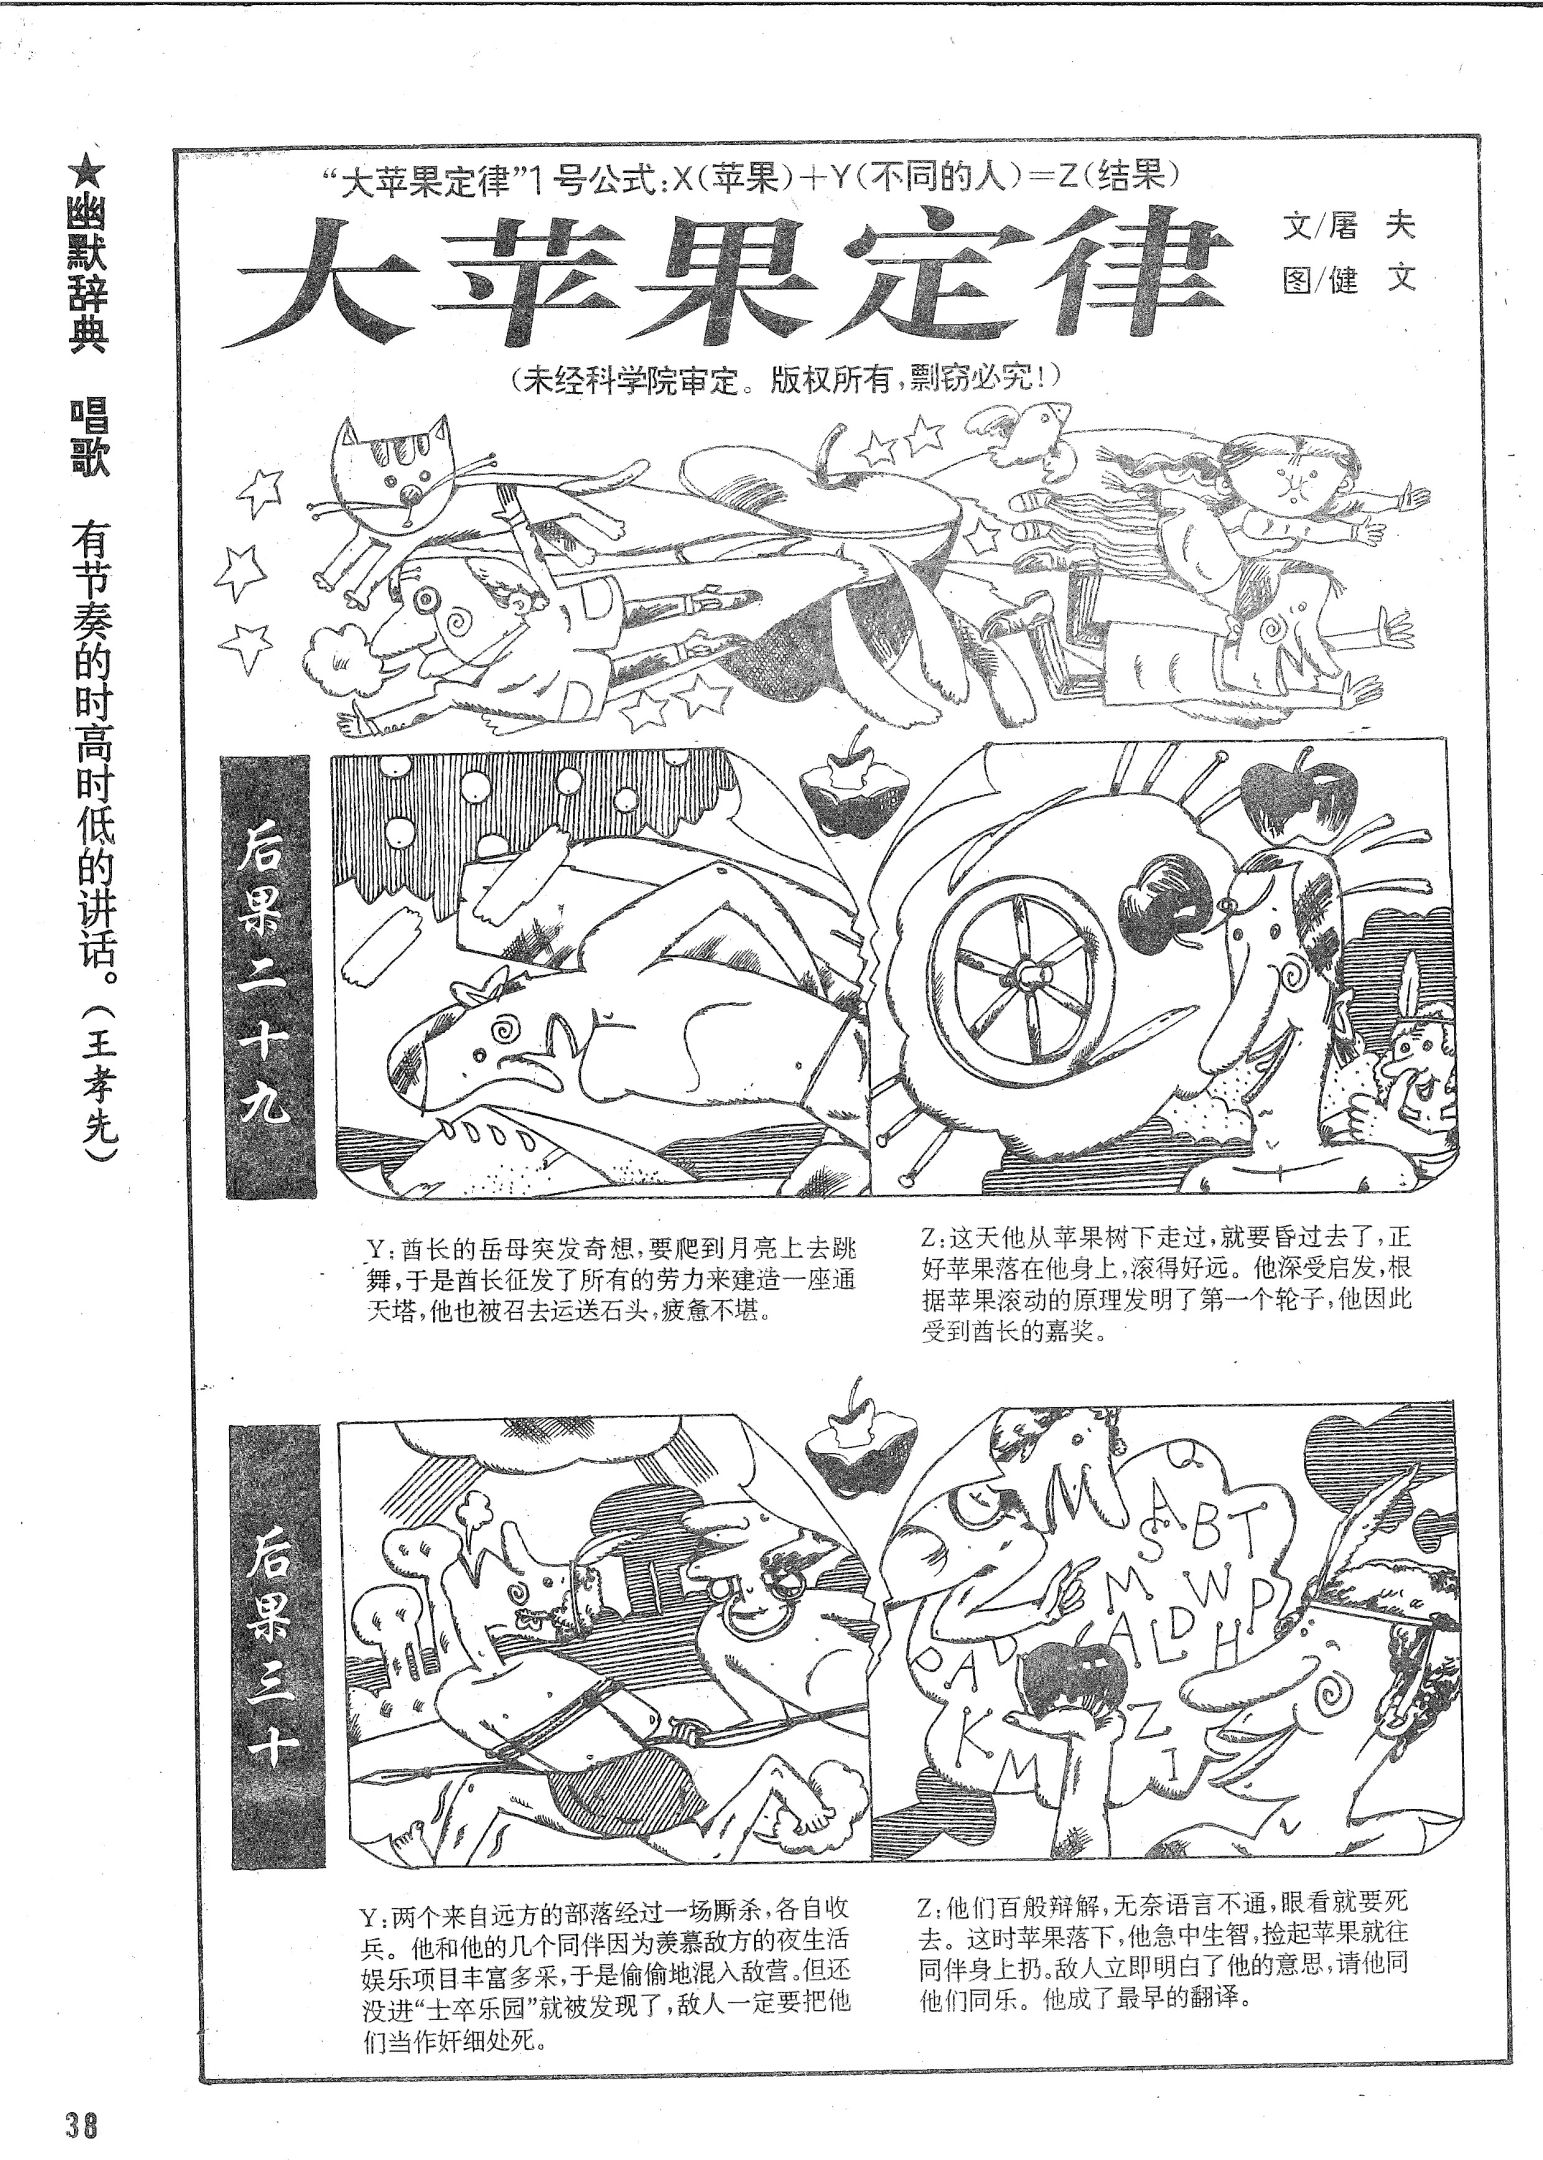 ★幽默辞典 唱歌 有节奏的时高时低的讲话。(王孝先)
“大苹果定律”1号公式:X(苹果)+Y(不同的人)=Z(结果)
大苹果定律
文/屠 夫
图/健 文
(未经科学院审定。版权所有,剽窃必究!)
后果二十九
Y:酋长的岳母突发奇想,要爬到月亮上去跳
舞,于是酋长征发了所有的劳力来建造一座通
天塔,他也被召去运送石头,疲惫不堪。
Z:这天他从苹果树下走过,就要昏过去了,正
好苹果落在他身上,滚得好远。他深受启发,根
据苹果滚动的原理发明了第一个轮子,他因此
受到酋长的嘉奖。
后果三十
Q
A
S B T
M W D
A L D H P
P A D
K Z
M I
Y:两个来自远方的部落经过一场厮杀,各自收
兵。他和他的几个同伴因为羡慕敌方的夜生活
娱乐项目丰富多采,于是偷偷地混入敌营。但还
没进“士卒乐园”就被发现了,敌人一定要把他
们当作奸细处死。
Z:他们百般辩解,无奈语言不通,眼看就要死
去。这时苹果落下,他急中生智,捡起苹果就往
同伴身上扔。敌人立即明白了他的意思,请他同
他们同乐。他成了最早的翻译。
38